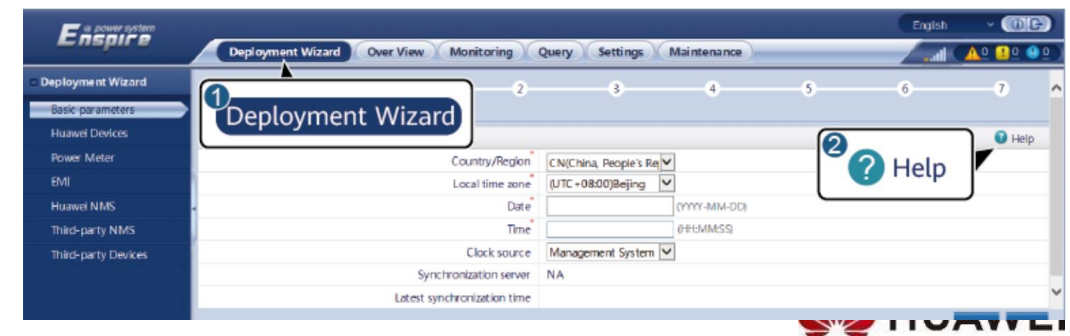 a power system
Enspire
English
Deployment Wizard Over View Monitoring Query Settings Maintenance
0 0 0
Deployment Wizard
Basic parameters
Huawei Devices
Power Meter
EMI
Huawei NMS
Third-party NMS
Third-party Devices
2 3 4 5 6 7
1
Deployment Wizard
? Help
2
? Help
Country/Region* CN(China, People's Re
Local time zone* (UTC+08:00)Beijing
Date* (YYYY-MM-DD)
Time* (HH:MM:SS)
Clock source Management System
Synchronization server NA
Latest synchronization time
HUAWEI